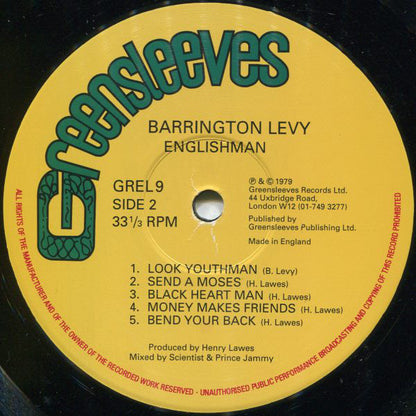 Greensleeves
BARRINGTON LEVY
ENGLISHMAN
GREL 9
SIDE 2
33 1/3 RPM
℗ & © 1979
Greensleeves Records Ltd.
44 Uxbridge Road,
London W12 (01-749 3277)
Published by
Greensleeves Publishing Ltd.
Made in England
1. LOOK YOUTHMAN (B. Levy)
2. SEND A MOSES (H. Lawes)
3. BLACK HEART MAN (H. Lawes)
4. MONEY MAKES FRIENDS (H. Lawes)
5. BEND YOUR BACK (H. Lawes)
Produced by Henry Lawes
Mixed by Scientist & Prince Jammy
ALL RIGHTS OF THE MANUFACTURER AND OF THE OWNER OF THE RECORDED WORK RESERVED - UNAUTHORISED PUBLIC PERFORMANCE BROADCASTING AND COPYING OF THIS RECORD PROHIBITED